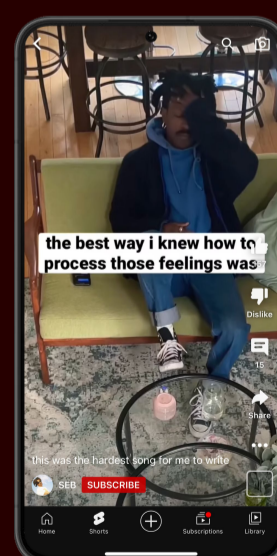 the best way i knew how to
process those feelings was
Dislike
15
Share
this was the hardest song for me to write
SEB
SUBSCRIBE
Home
Shorts
Subscriptions
Library